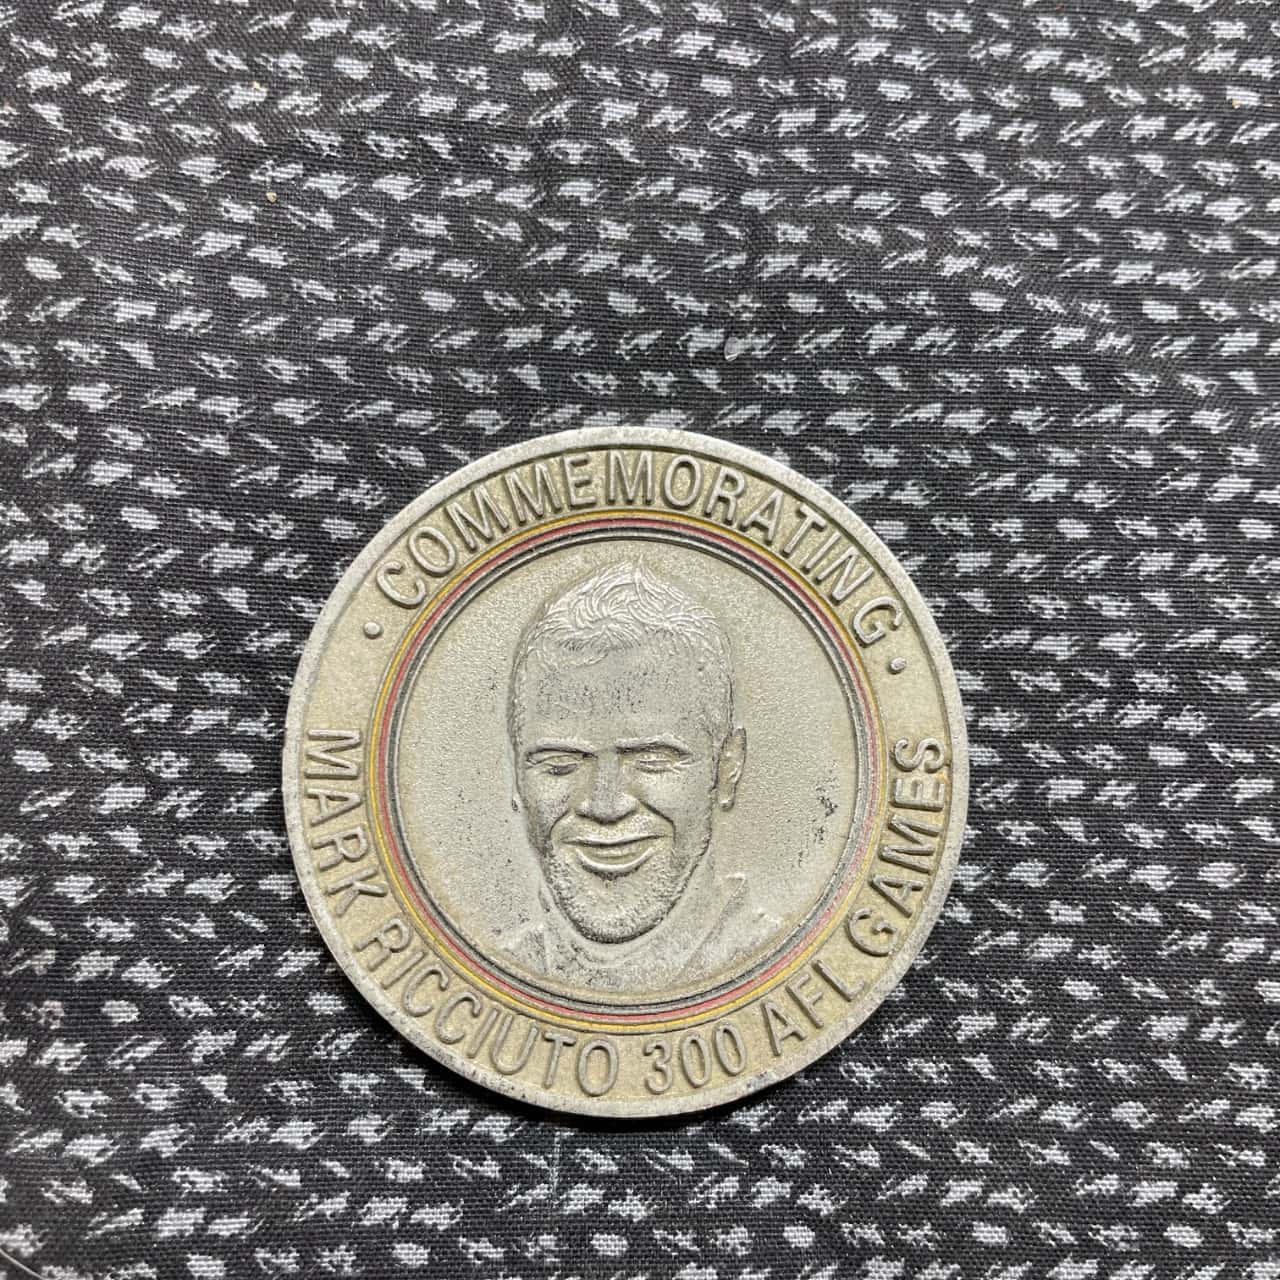 • COMMEMORATING •
MARK RICCIUTO 300 AFL GAMES